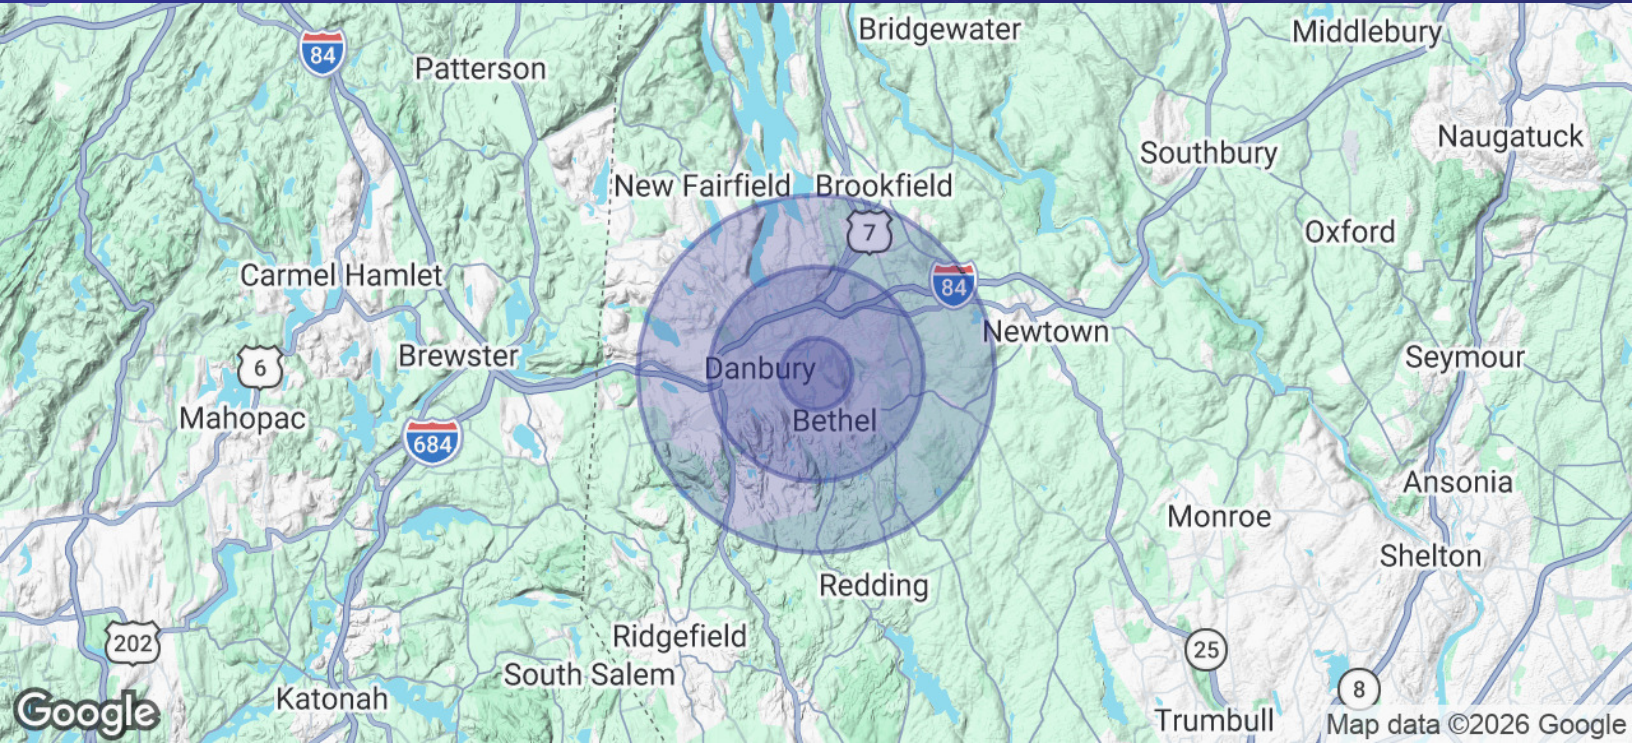 Bridgewater
Middlebury
84
Patterson
Naugatuck
Southbury
New Fairfield
Brookfield
7
Oxford
Carmel Hamlet
84
Newtown
Brewster
Seymour
6
Danbury
Mahopac
Bethel
684
Ansonia
Monroe
Shelton
Redding
Ridgefield
202
25
South Salem
8
Katonah
Google
Trumbull
Map data ©2026 Google